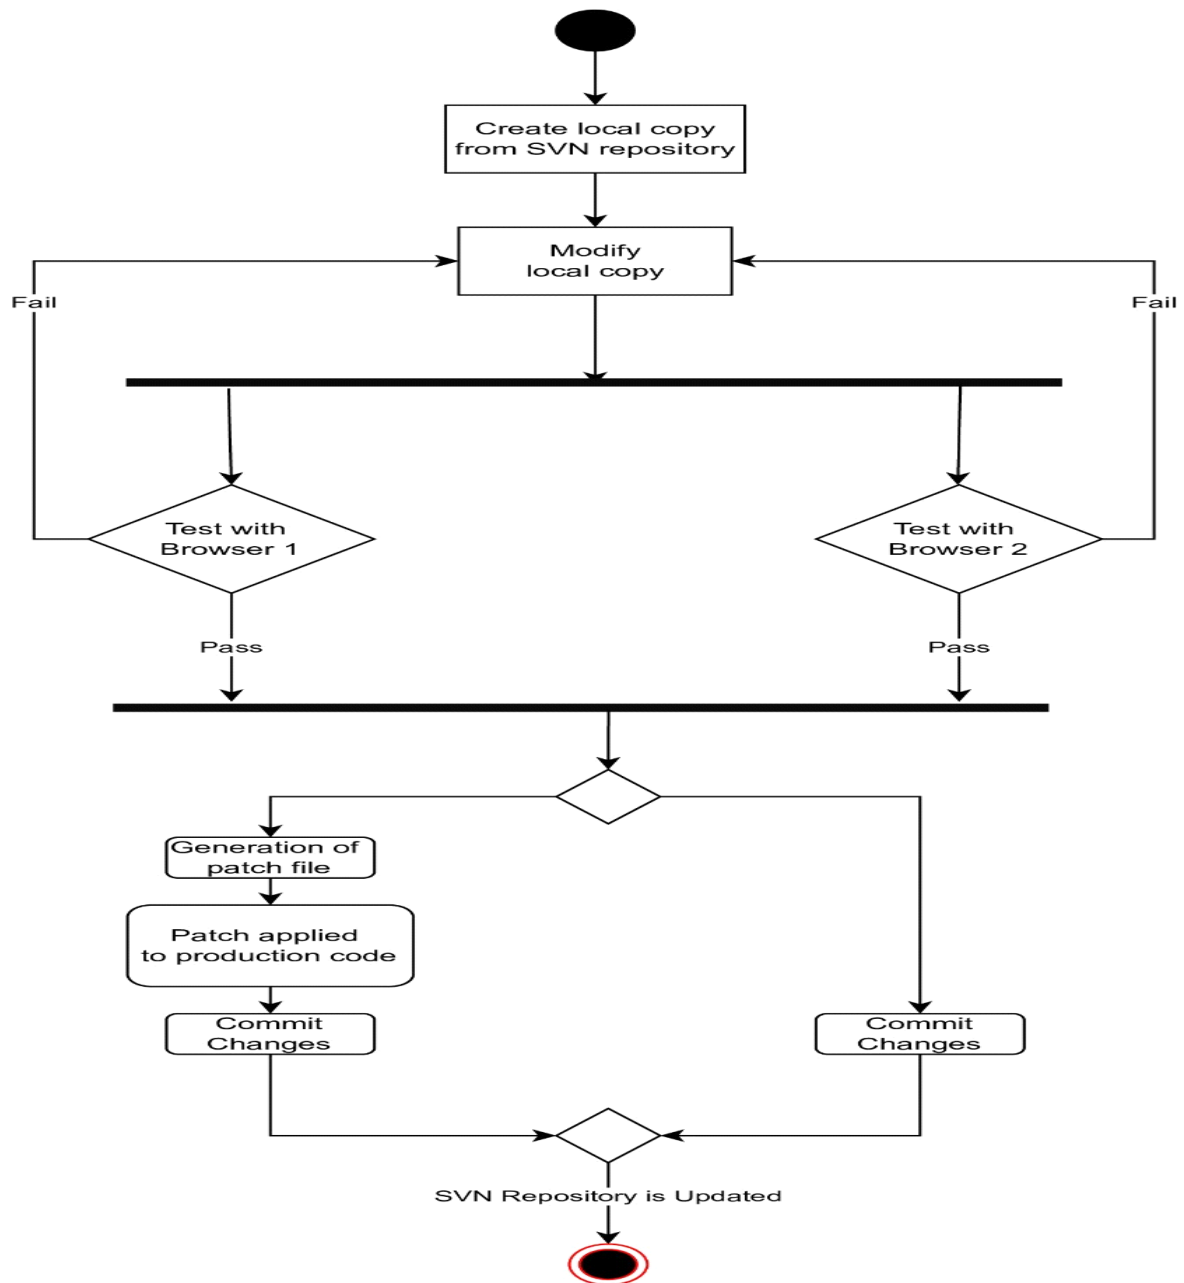 Create local copy
from SVN repository
Modify
local copy
Fail
Fail
Test with
Browser 1
Test with
Browser 2
Pass
Pass
Generation of
patch file
Patch applied
to production code
Commit
Changes
Commit
Changes
SVN Repository is Updated